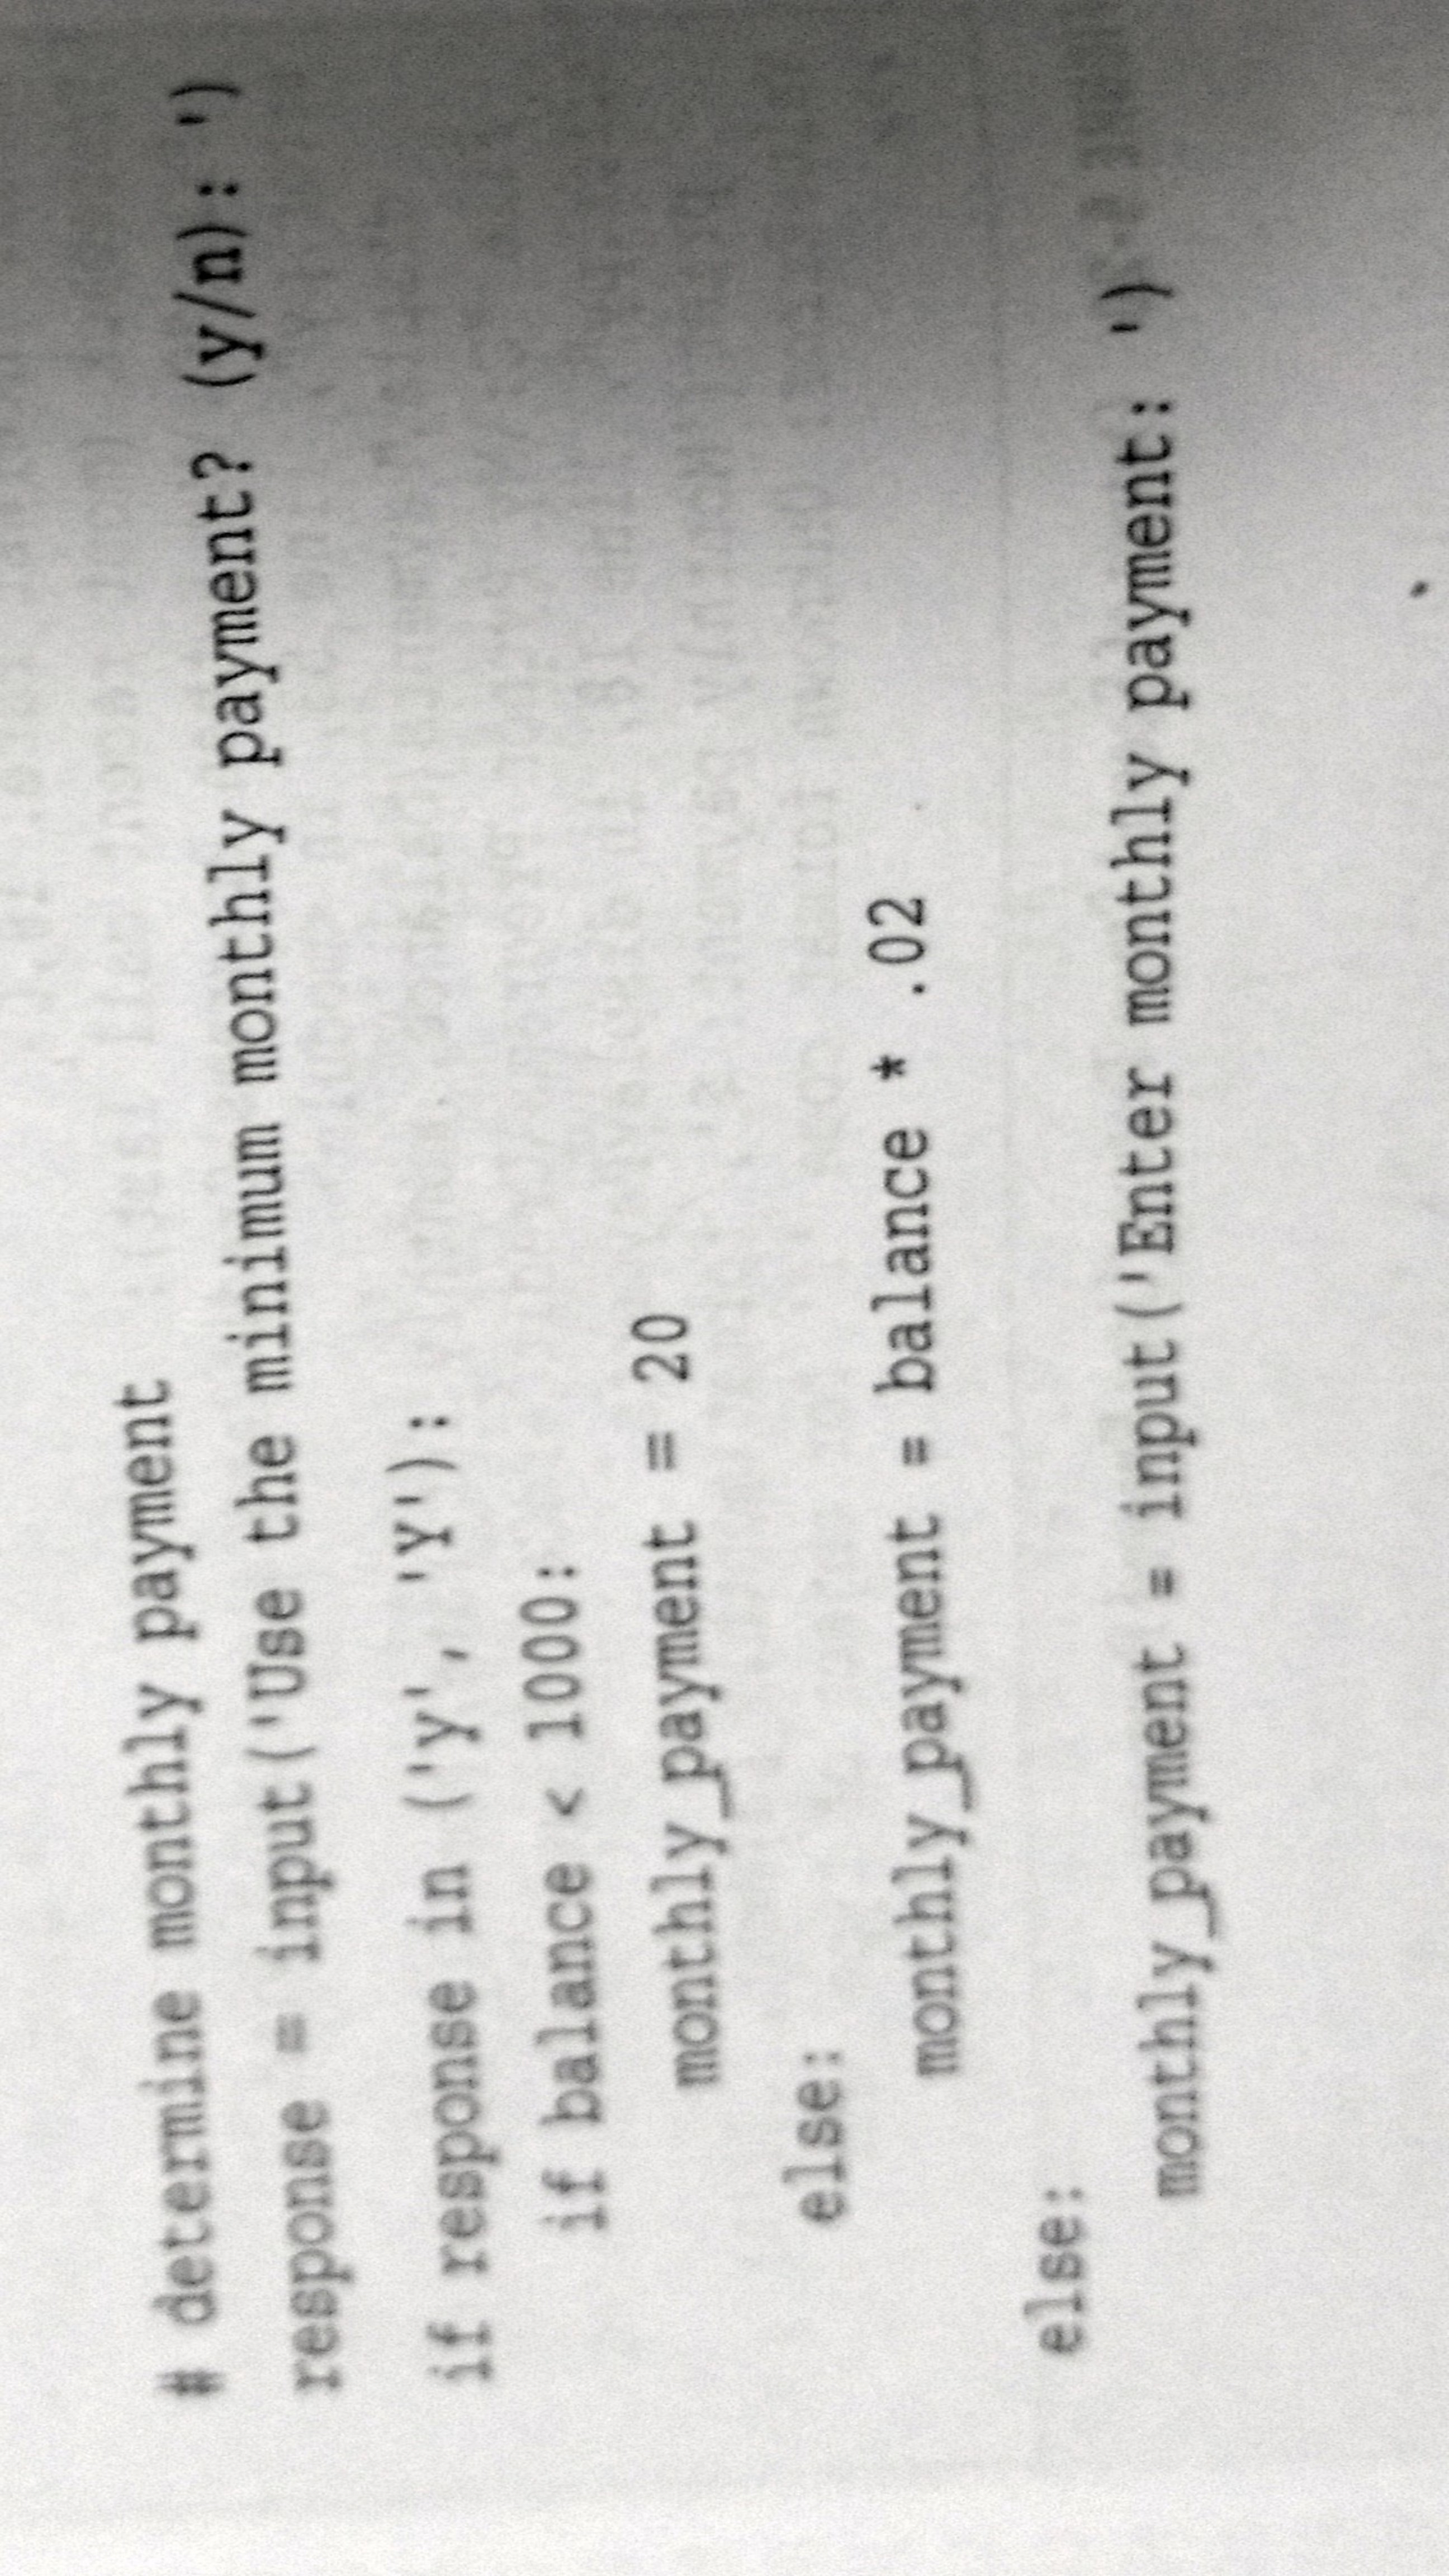 # determine monthly payment
response = input('Use the minimum monthly payment? (y/n): ')
if response in ('y', 'Y'):
if balance < 1000:
monthly_payment = 20
else:
monthly_payment = balance * .02
else:
monthly_payment = input('Enter monthly payment: ')